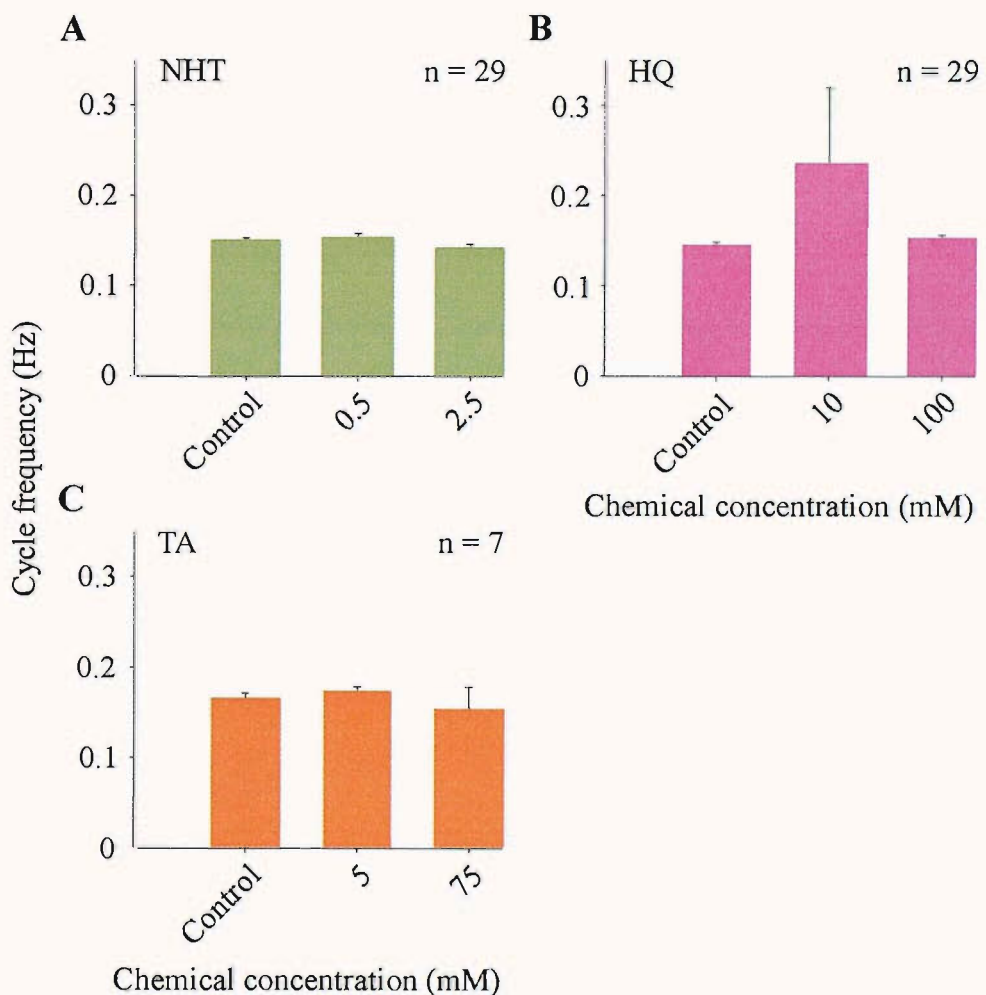 A
NHT
n = 29
0.3
0.2
0.1
0
Control
0.5
2.5
B
HQ
n = 29
0.3
0.2
0.1
0
Control
10
100
Chemical concentration (mM)
Cycle frequency (Hz)
C
TA
n = 7
0.3
0.2
0.1
0
Control
5
75
Chemical concentration (mM)